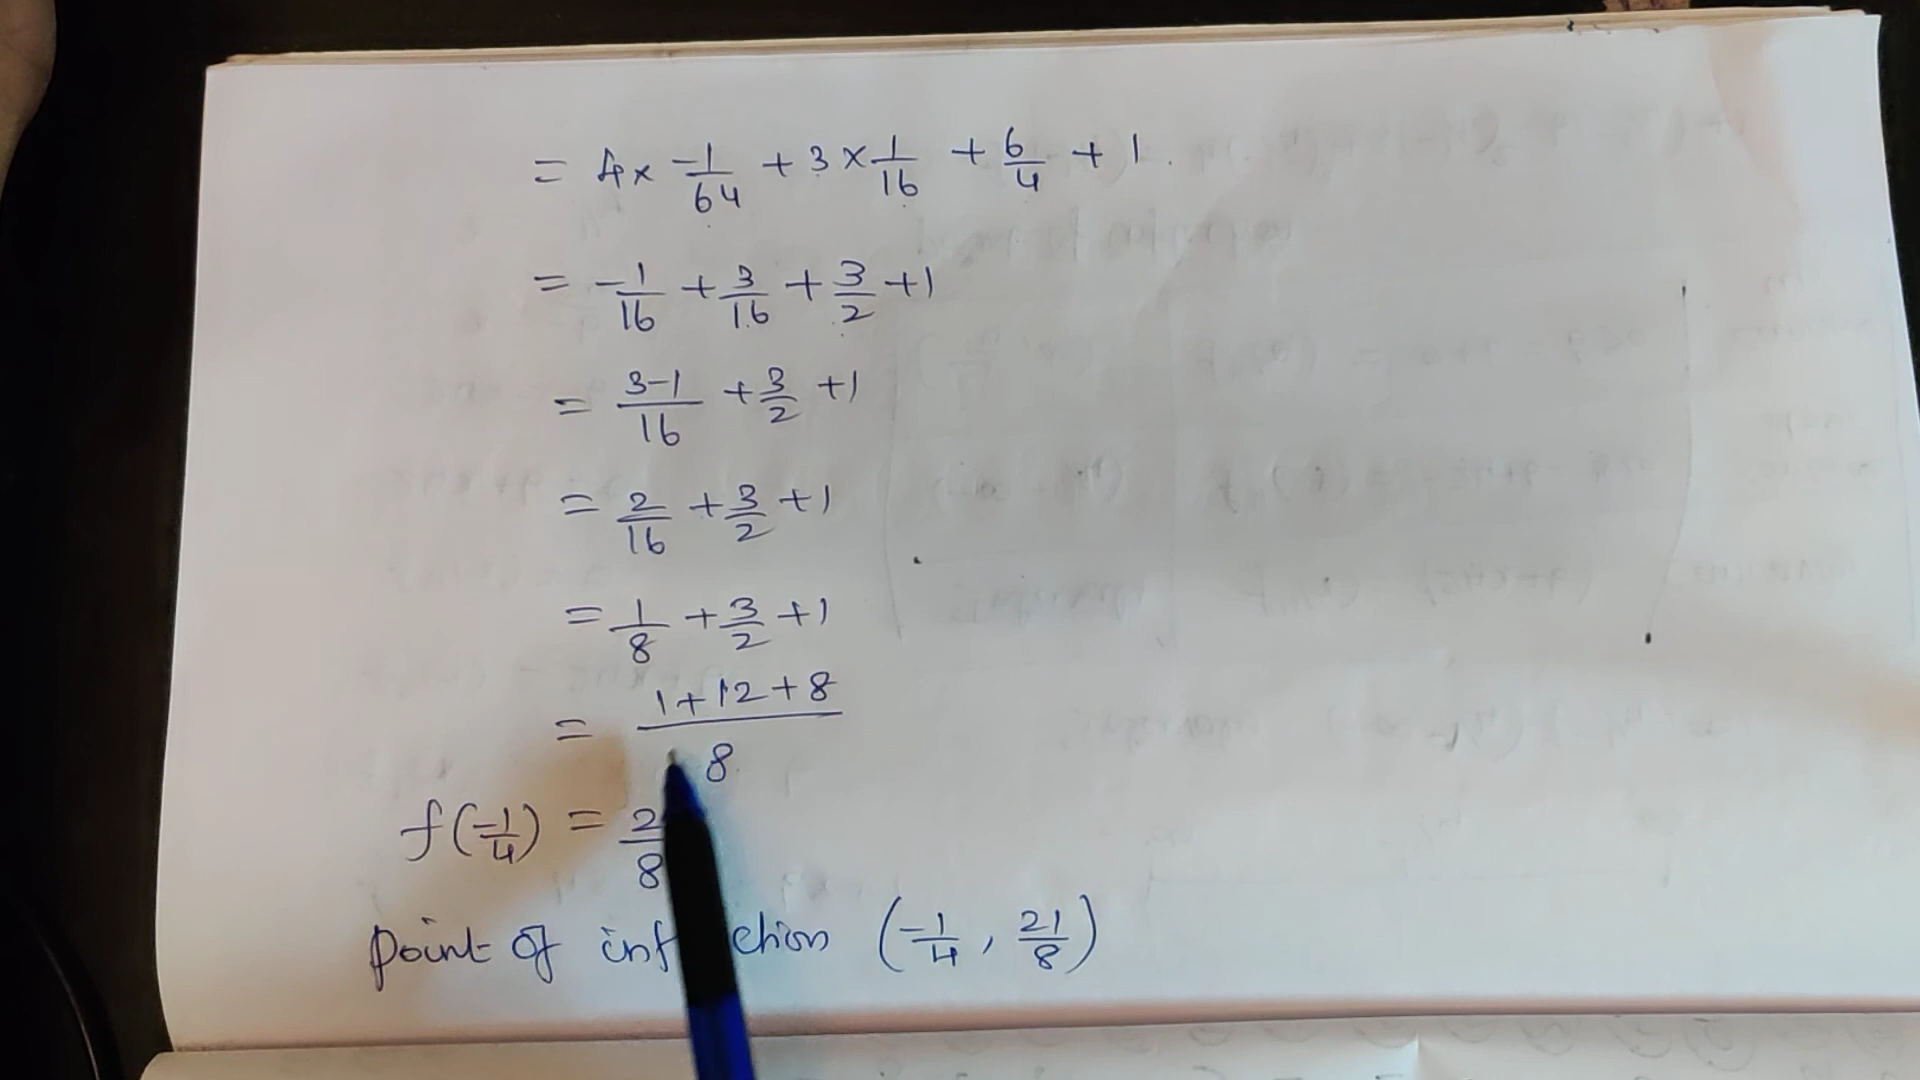 = 4 × -1/64 + 3 × 1/16 + 6/4 + 1.
= -1/16 + 3/16 + 3/2 + 1
= 3-1/16 + 3/2 + 1
= 2/16 + 3/2 + 1
= 1/8 + 3/2 + 1
= 1+12+8/8
f(-1/4) = 2 /8
point of inf ction (-1/4, 21/8)